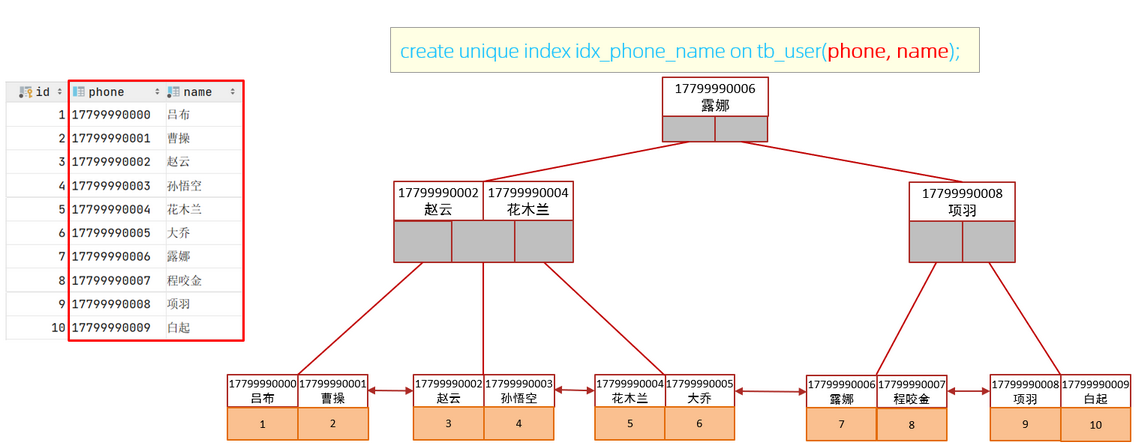 create unique index idx_phone_name on tb_user(phone, name);
id phone name
1 17799990000 吕布
2 17799990001 曹操
3 17799990002 赵云
4 17799990003 孙悟空
5 17799990004 花木兰
6 17799990005 大乔
7 17799990006 露娜
8 17799990007 程咬金
9 17799990008 项羽
10 17799990009 白起
17799990006
露娜
17799990002 17799990004
赵云 花木兰
17799990008
项羽
17799990000 17799990001
吕布 曹操
1 2
17799990002 17799990003
赵云 孙悟空
3 4
17799990004 17799990005
花木兰 大乔
5 6
17799990006 17799990007
露娜 程咬金
7 8
17799990008 17799990009
项羽 白起
9 10